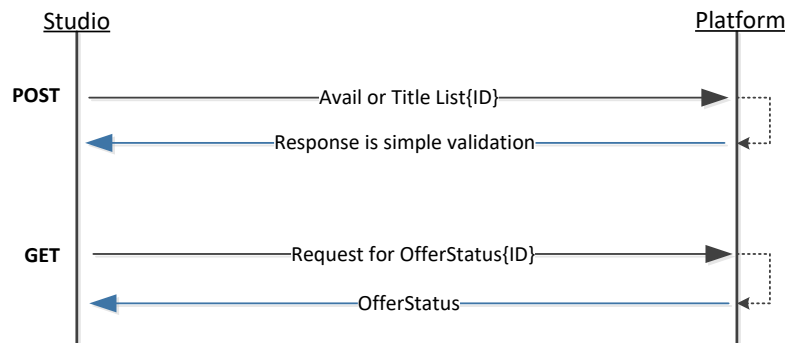 Studio
Platform
POST
Avail or Title List{ID}
Response is simple validation
GET
Request for OfferStatus{ID}
OfferStatus